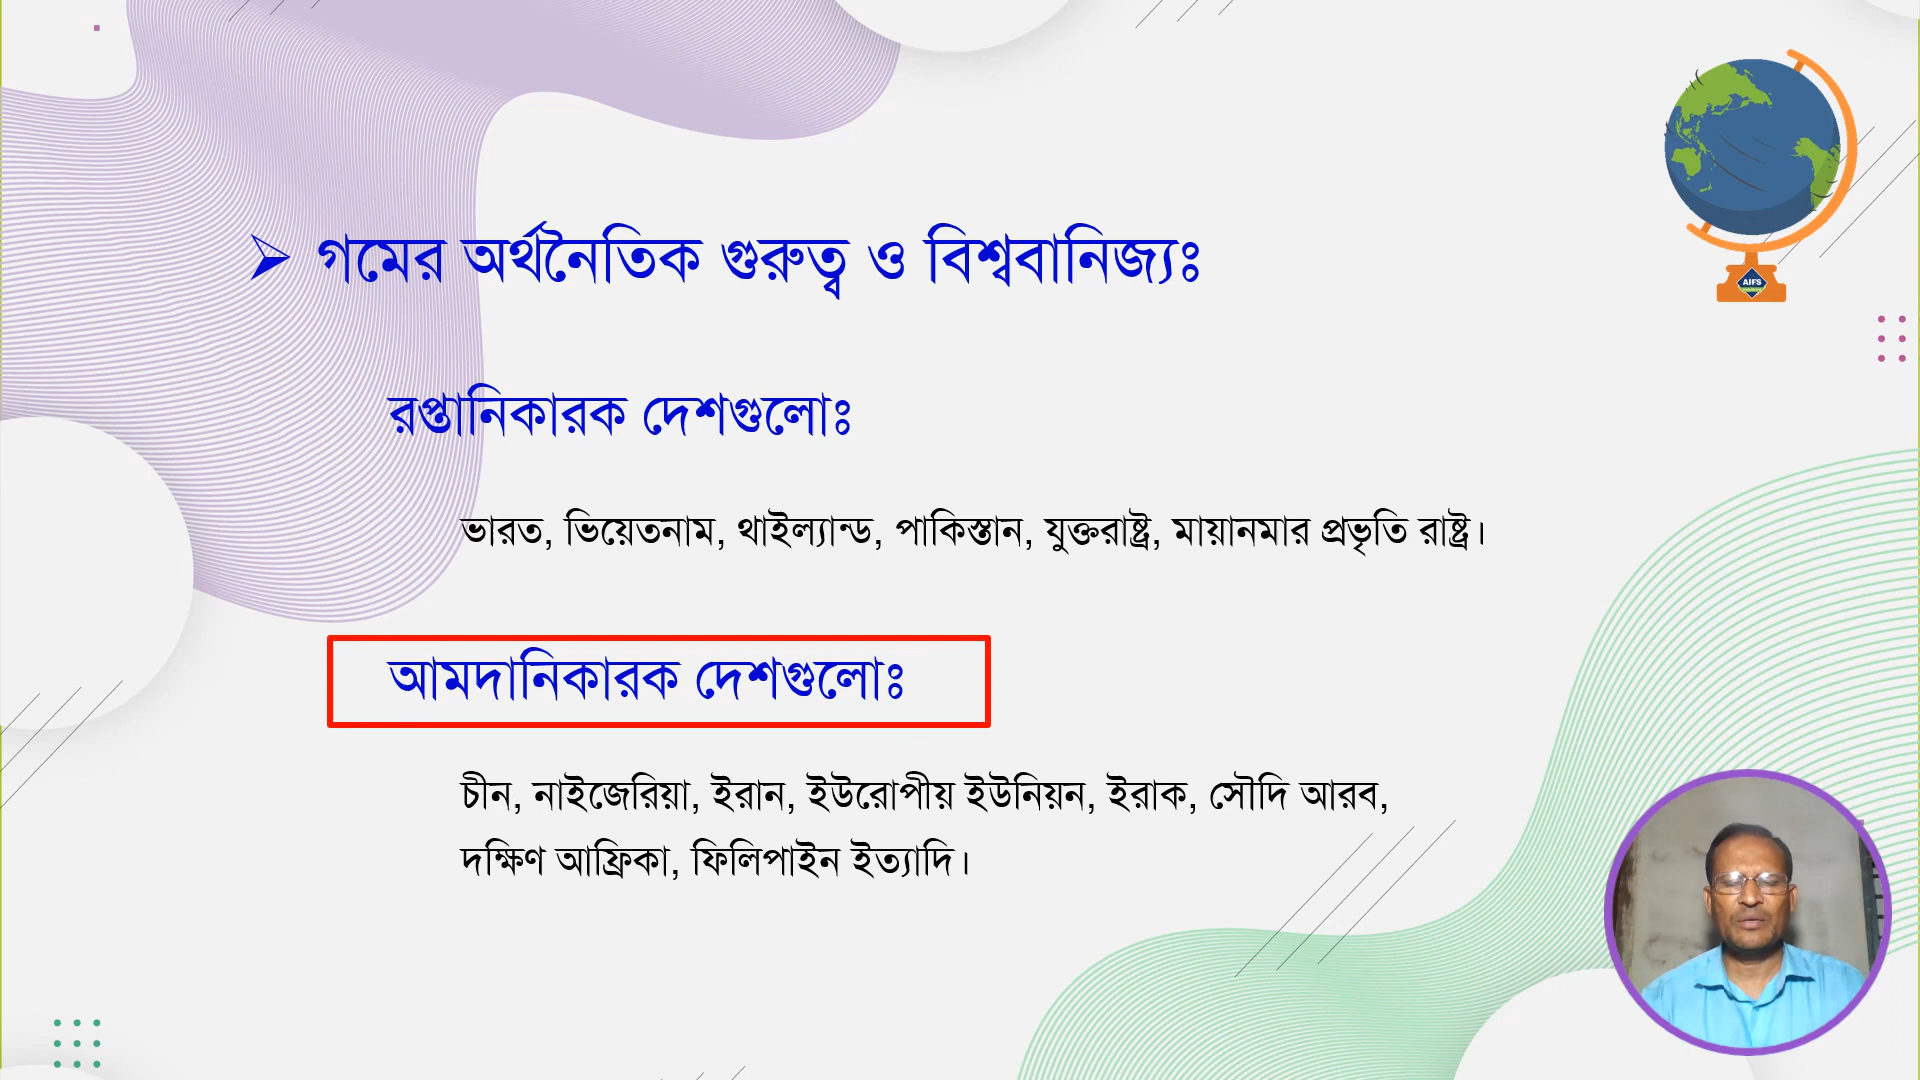 ➢ গমের অর্থনৈতিক গুরুত্ব ও বিশ্ববানিজ্যঃ
AIFS
রপ্তানিকারক দেশগুলোঃ
ভারত, ভিয়েতনাম, থাইল্যান্ড, পাকিস্তান, যুক্তরাষ্ট্র, মায়ানমার প্রভৃতি রাষ্ট্র।
আমদানিকারক দেশগুলোঃ
চীন, নাইজেরিয়া, ইরান, ইউরোপীয় ইউনিয়ন, ইরাক, সৌদি আরব,
দক্ষিণ আফ্রিকা, ফিলিপাইন ইত্যাদি।